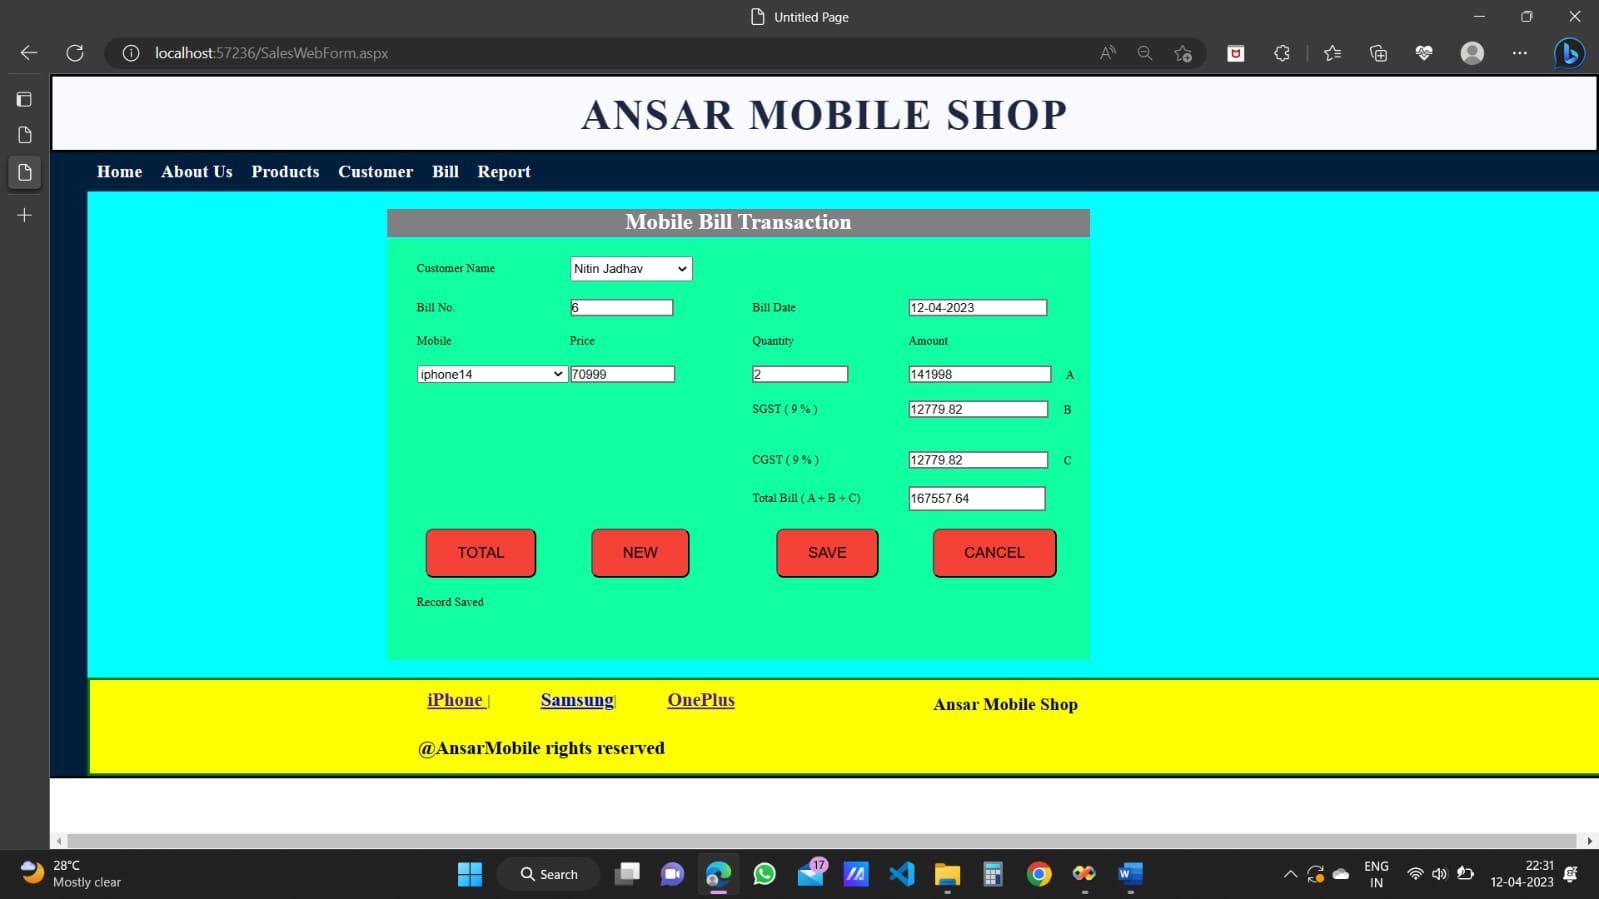 Untitled Page
localhost:57236/SalesWebForm.aspx
ANSAR MOBILE SHOP
Home About Us Products Customer Bill Report
Mobile Bill Transaction
Customer Name Nitin Jadhav
Bill No. 6 Bill Date 12-04-2023
Mobile Price Quantity Amount
iphone14 70999 2 141998 A
SGST ( 9 % ) 12779.82 B
CGST ( 9 % ) 12779.82 C
Total Bill ( A + B + C) 167557.64
TOTAL NEW SAVE CANCEL
Record Saved
iPhone | Samsung| OnePlus Ansar Mobile Shop
@AnsarMobile rights reserved
28°C
Mostly clear
Search
17
W
ENG
IN
22:31
12-04-2023